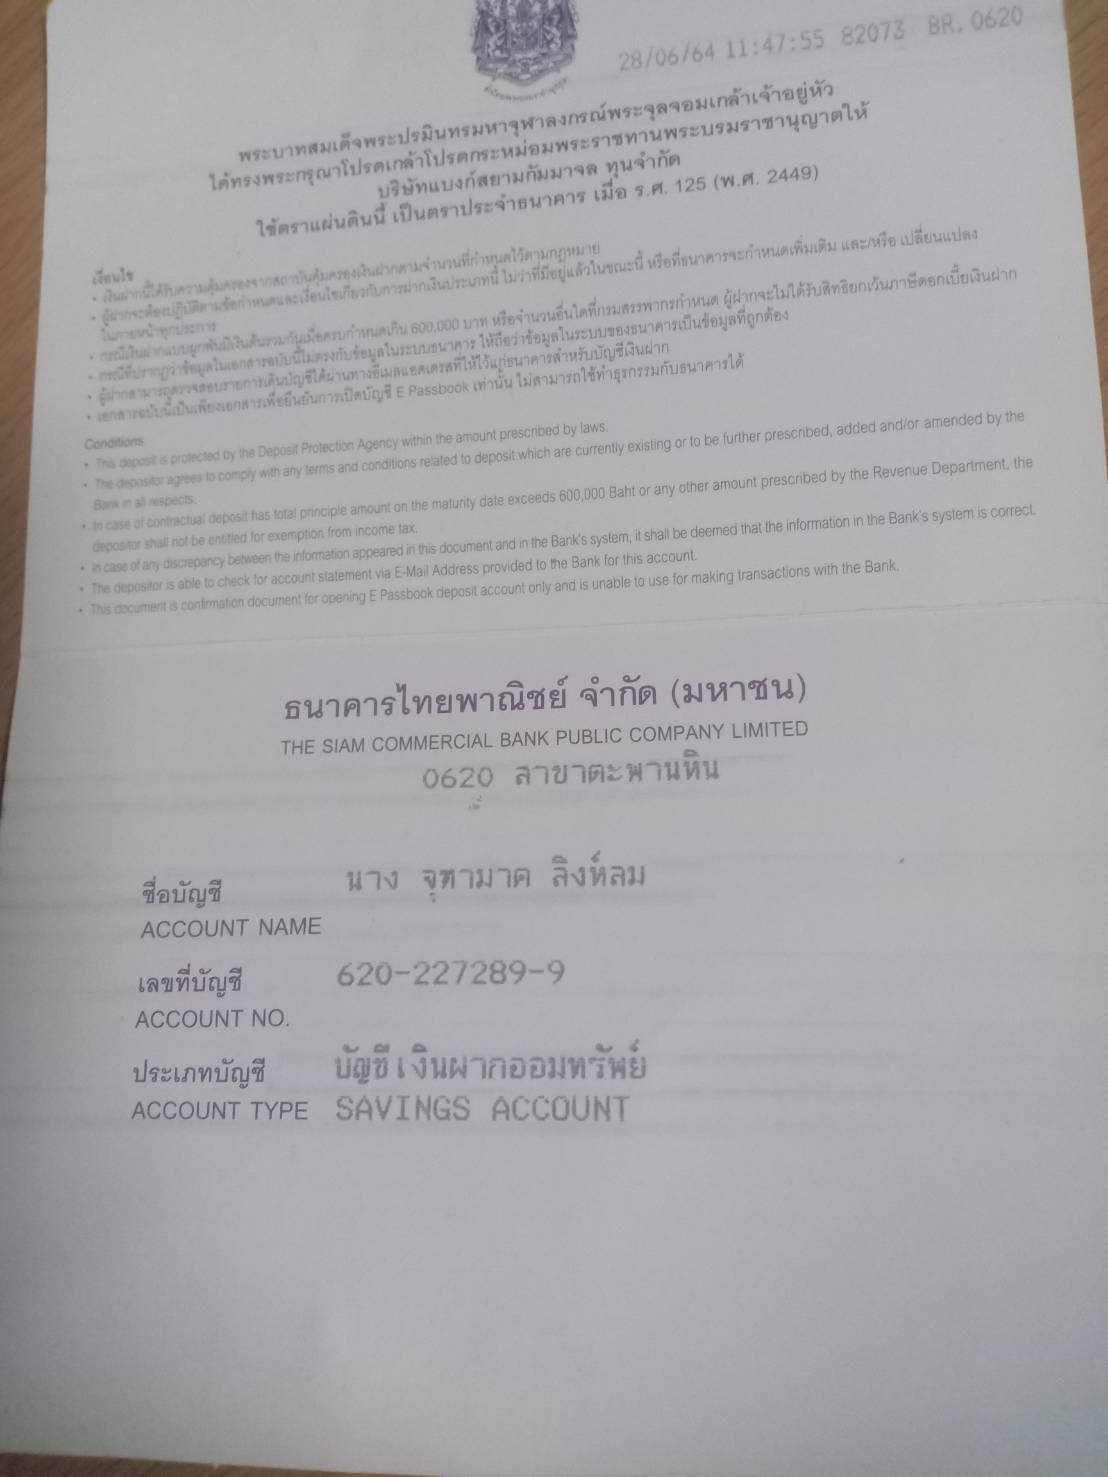 28/06/64 11:47:55 82073 BR. 0620
พระบาทสมเด็จพระปรมินทรมหาจุฬาลงกรณ์พระจุลจอมเกล้าเจ้าอยู่หัว
ได้ทรงพระกรุณาโปรดเกล้าโปรดกระหม่อมพระราชทานพระบรมราชานุญาตให้
บริษัทแบงก์สยามกัมมาจล ทุนจำกัด
ใช้ตราแผ่นดินนี้ เป็นตราประจำธนาคาร เมื่อ ร.ศ. 125 (พ.ศ. 2449)
เงื่อนไข
• เงินฝากนี้ได้รับความคุ้มครองจากสถาบันคุ้มครองเงินฝากตามจำนวนที่กำหนดไว้ตามกฎหมาย
• ผู้ฝากจะต้องปฏิบัติตามข้อกำหนดและเงื่อนไขเกี่ยวกับการฝากเงินประเภทนี้ ไม่ว่าที่มีอยู่แล้วในขณะนี้ หรือที่ธนาคารจะกำหนดเพิ่มเติม และ/หรือ เปลี่ยนแปลง
ในภายหน้าทุกประการ
• กรณีเงินฝากแบบผูกพันมีเงินต้นรวมกันเมื่อครบกำหนดเกิน 600,000 บาท หรือจำนวนอื่นใดที่กรมสรรพากรกำหนด ผู้ฝากจะไม่ได้รับสิทธิยกเว้นภาษีดอกเบี้ยเงินฝาก
• กรณีที่ปรากฏว่าข้อมูลในเอกสารฉบับนี้ไม่ตรงกับข้อมูลในระบบธนาคาร ให้ถือว่าข้อมูลในระบบของธนาคารเป็นข้อมูลที่ถูกต้อง
• ผู้ฝากสามารถตรวจสอบรายการเดินบัญชีได้ผ่านทางอีเมลแอดเดรสที่ให้ไว้แก่ธนาคารสำหรับบัญชีเงินฝาก
• เอกสารฉบับนี้เป็นเพียงเอกสารเพื่อยืนยันการเปิดบัญชี E Passbook เท่านั้น ไม่สามารถใช้ทำธุรกรรมกับธนาคารได้
Conditions
• This deposit is protected by the Deposit Protection Agency within the amount prescribed by laws.
• The depositor agrees to comply with any terms and conditions related to deposit which are currently existing or to be further prescribed, added and/or amended by the
Bank in all respects.
• In case of contractual deposit has total principle amount on the maturity date exceeds 600,000 Baht or any other amount prescribed by the Revenue Department, the
depositor shall not be entitled for exemption from income tax.
• In case of any discrepancy between the information appeared in this document and in the Bank's system, it shall be deemed that the information in the Bank's system is correct.
• The depositor is able to check for account statement via E-Mail Address provided to the Bank for this account.
• This document is confirmation document for opening E Passbook deposit account only and is unable to use for making transactions with the Bank.
ธนาคารไทยพาณิชย์ จำกัด (มหาชน)
THE SIAM COMMERCIAL BANK PUBLIC COMPANY LIMITED
0620 สาขาตะพานหิน
ชื่อบัญชี นาง จุฑามาศ สิงห์ลม
ACCOUNT NAME
เลขที่บัญชี 620-227289-9
ACCOUNT NO.
ประเภทบัญชี บัญชีเงินฝากออมทรัพย์
ACCOUNT TYPE SAVINGS ACCOUNT